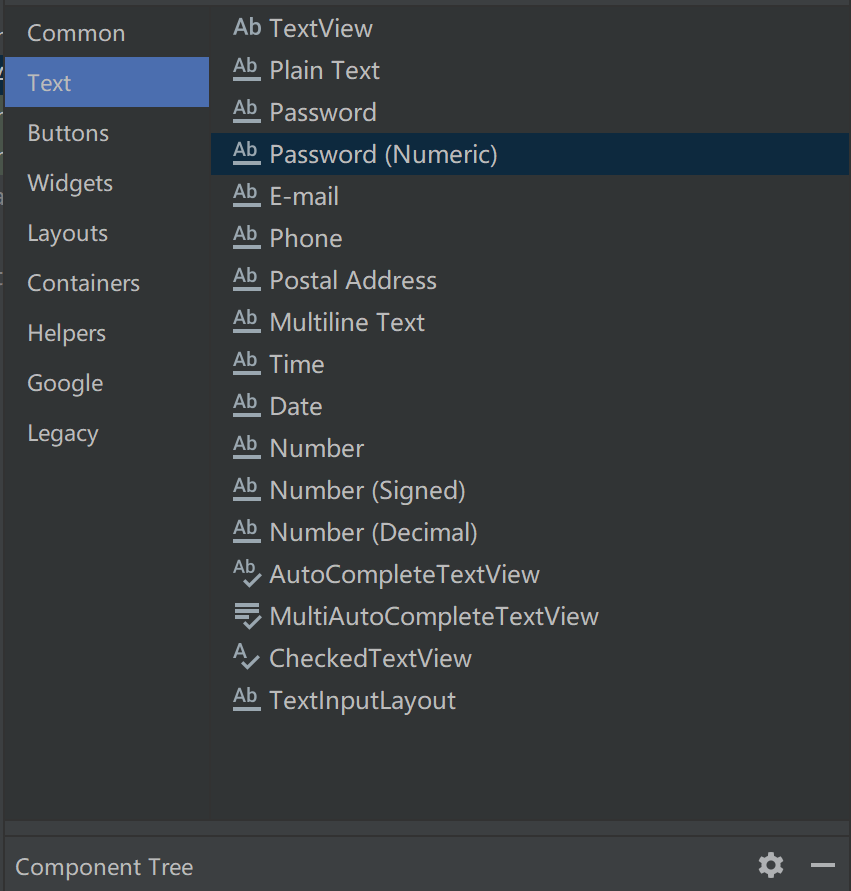 Common
Text
Buttons
Widgets
Layouts
Containers
Helpers
Google
Legacy
Ab TextView
Ab Plain Text
Ab Password
Ab Password (Numeric)
Ab E-mail
Ab Phone
Ab Postal Address
Ab Multiline Text
Ab Time
Ab Date
Ab Number
Ab Number (Signed)
Ab Number (Decimal)
Ab AutoCompleteTextView
MultiAutoCompleteTextView
A CheckedTextView
Ab TextInputLayout
Component Tree